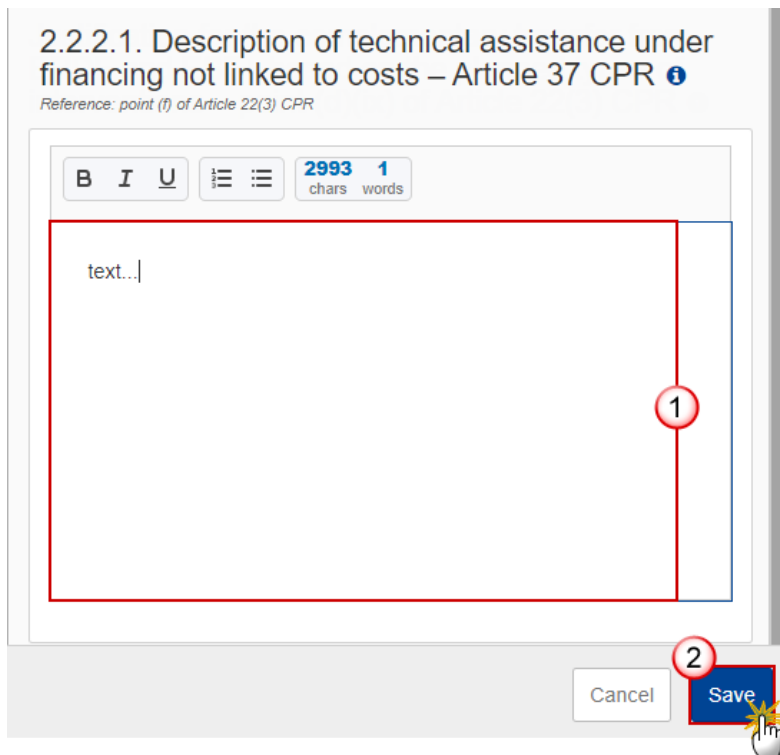 2.2.2.1. Description of technical assistance under
financing not linked to costs – Article 37 CPR i
Reference: point (f) of Article 22(3) CPR
B I U 2993 1
chars words
text...
1
2
Cancel Save